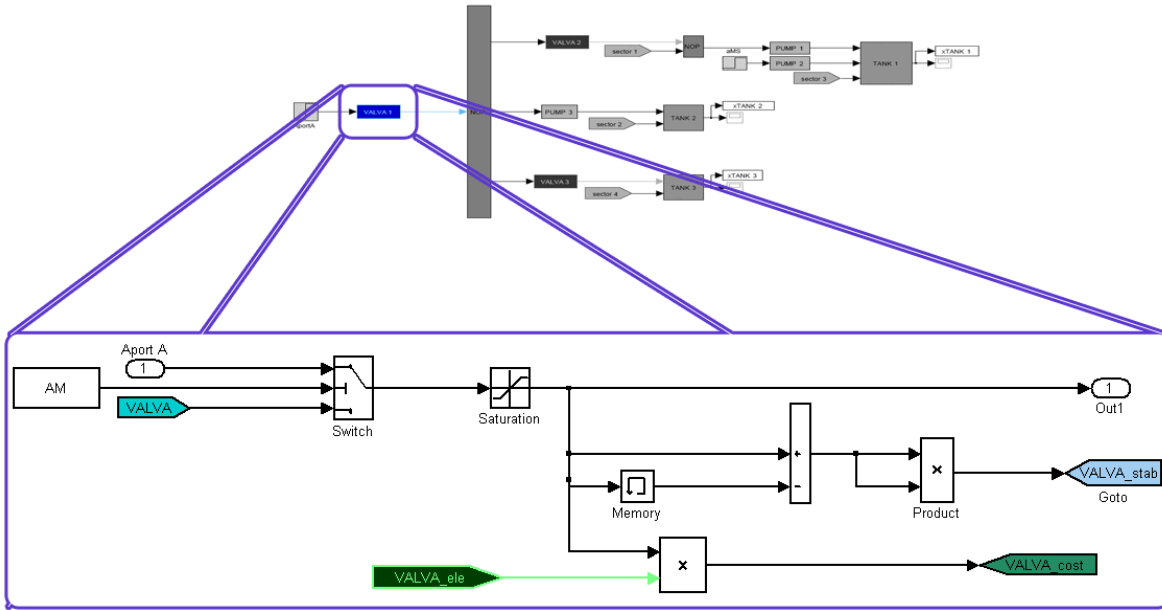 VALVA 2
sector 1
NOP
aMS
PUMP 1
PUMP 2
sector 3
TANK 1
xTANK 1
AportA
VALVA 1
NOP
PUMP 3
sector 2
TANK 2
xTANK 2
VALVA 3
sector 4
TANK 3
xTANK 3
Aport A
1
AM
VALVA
Switch
Saturation
1
Out1
+
-
Memory
×
Product
VALVA_stab
Goto
VALVA_ele
×
VALVA_cost